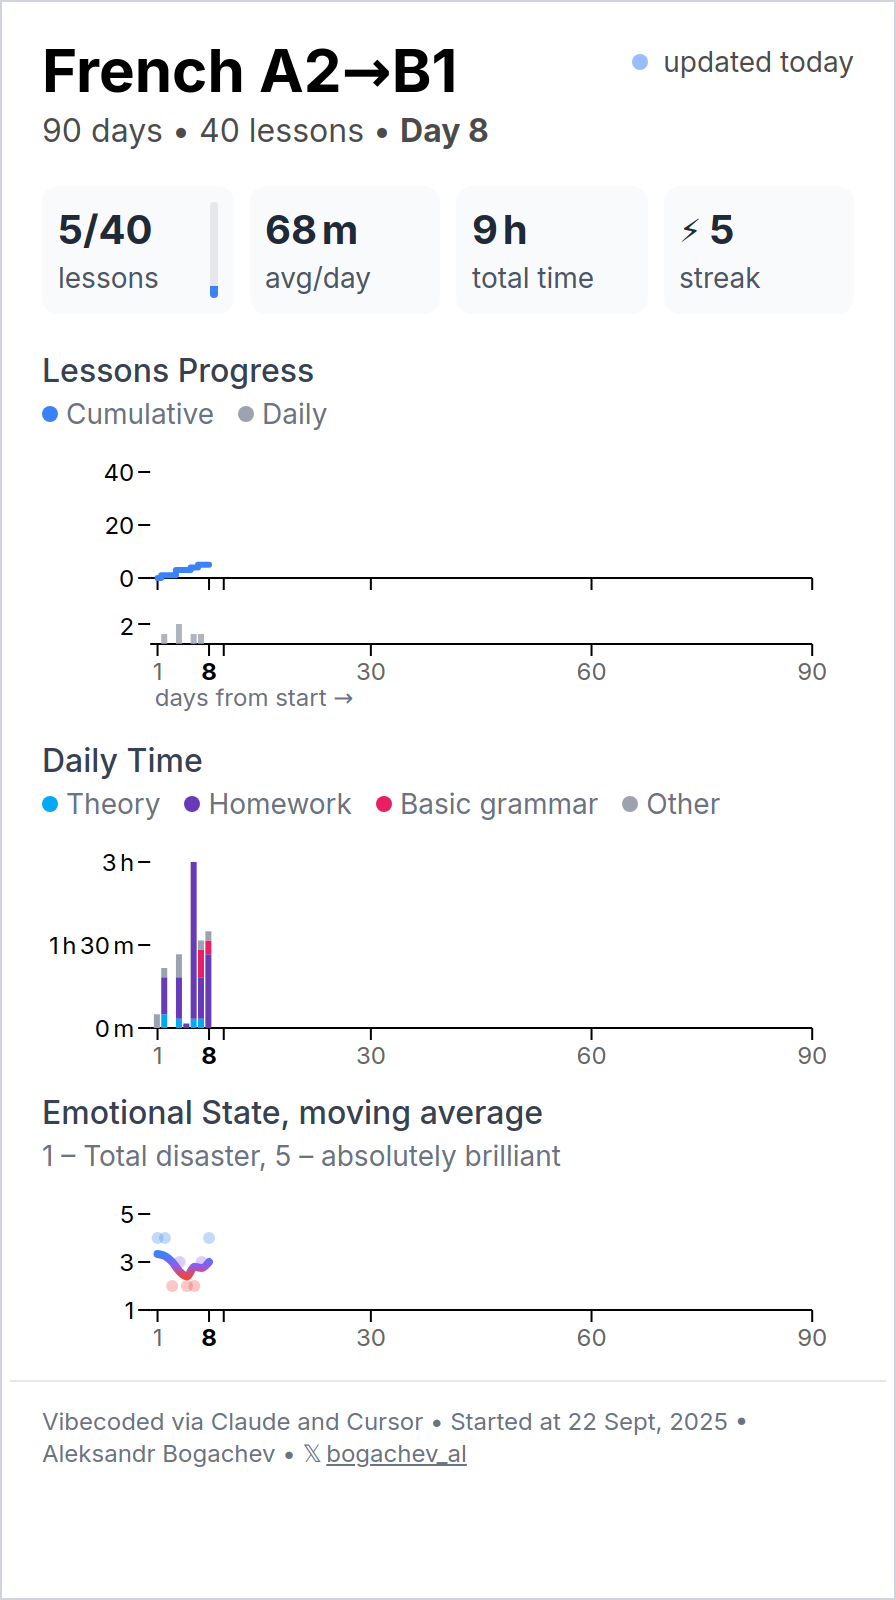 French A2→B1
updated today
90 days • 40 lessons • Day 8
5/40
lessons
68 m
avg/day
9 h
total time
⚡ 5
streak
Lessons Progress
Cumulative Daily
40
20
0
2
1 8 30 60 90
days from start →
Daily Time
Theory Homework Basic grammar Other
3 h
1 h 30 m
0 m
1 8 30 60 90
Emotional State, moving average
1 – Total disaster, 5 – absolutely brilliant
5
3
1
1 8 30 60 90
Vibecoded via Claude and Cursor • Started at 22 Sept, 2025 •
Aleksandr Bogachev • 𝕏 bogachev_al